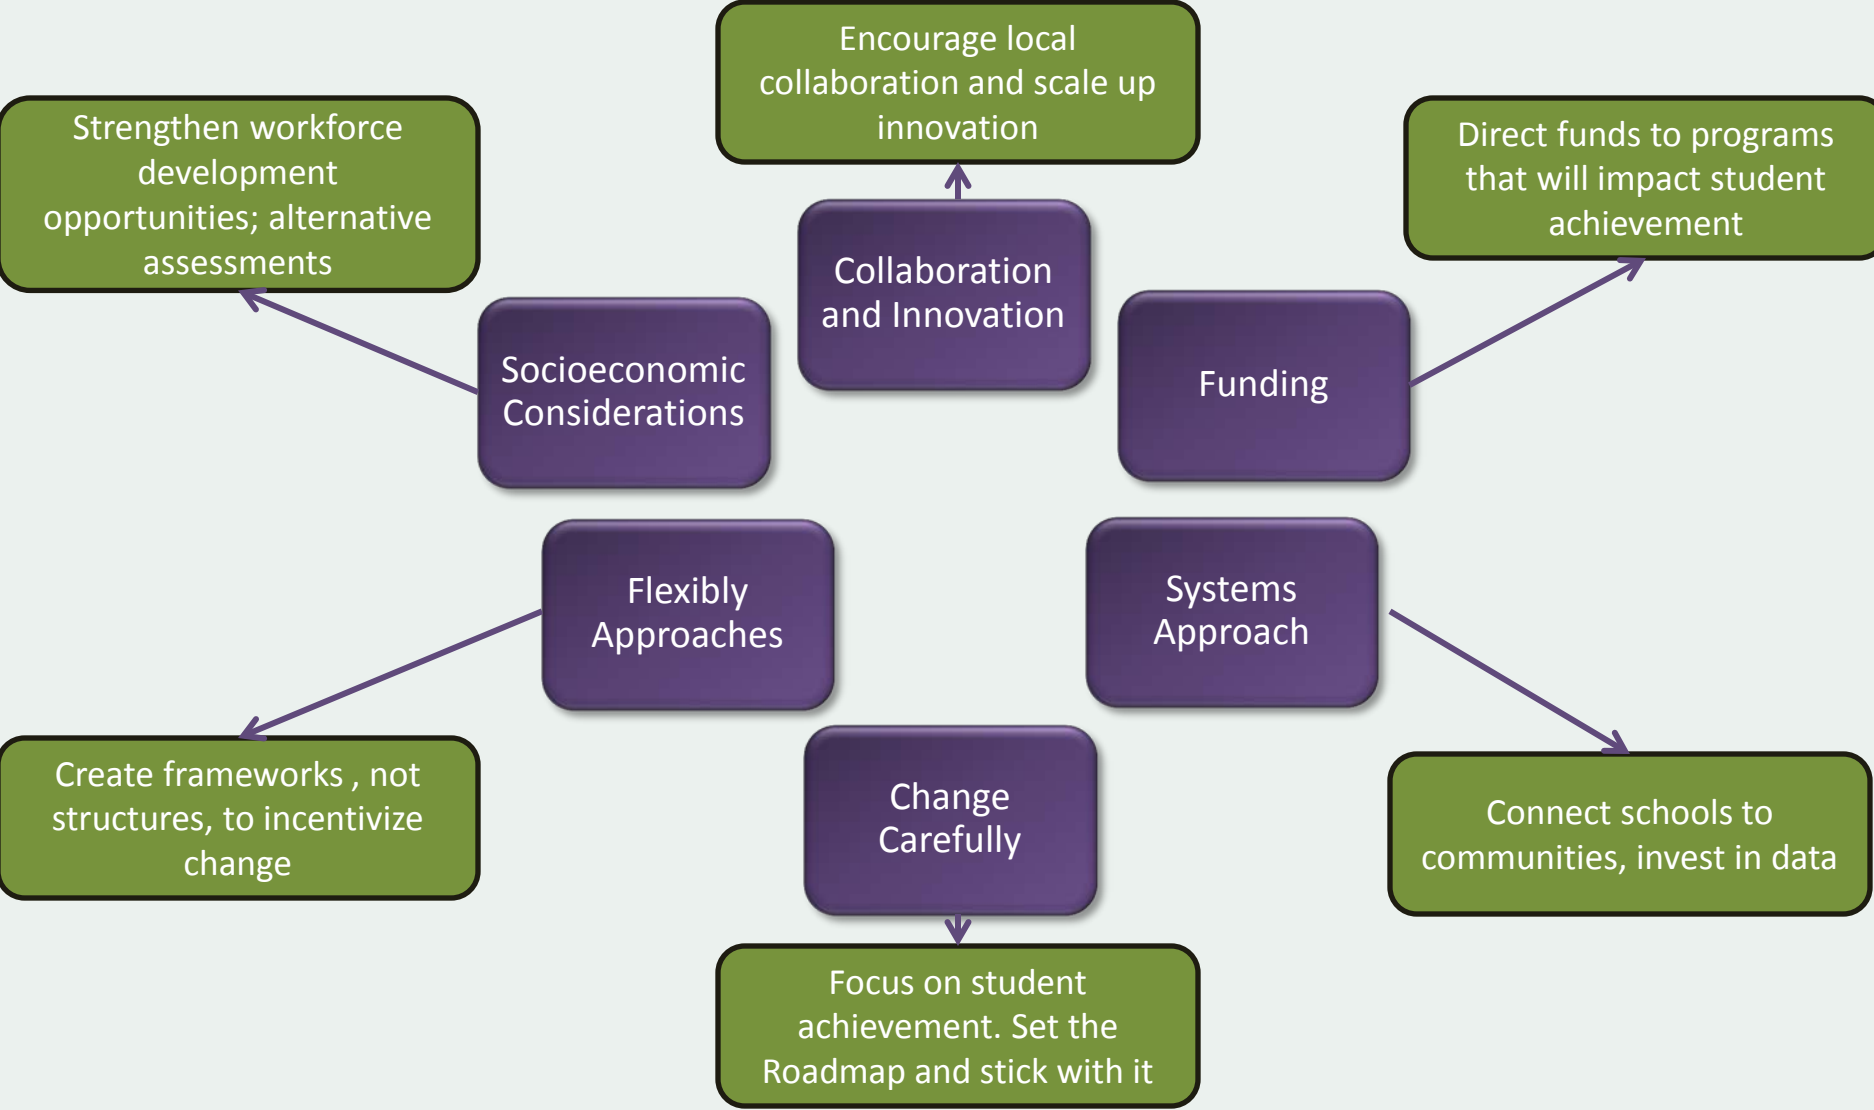 Encourage local
collaboration and scale up
innovation
Strengthen workforce
development
opportunities; alternative
assessments
Direct funds to programs
that will impact student
achievement
Collaboration
and Innovation
Socioeconomic
Considerations
Funding
Flexibly
Approaches
Systems
Approach
Create frameworks , not
structures, to incentivize
change
Change
Carefully
Connect schools to
communities, invest in data
Focus on student
achievement. Set the
Roadmap and stick with it